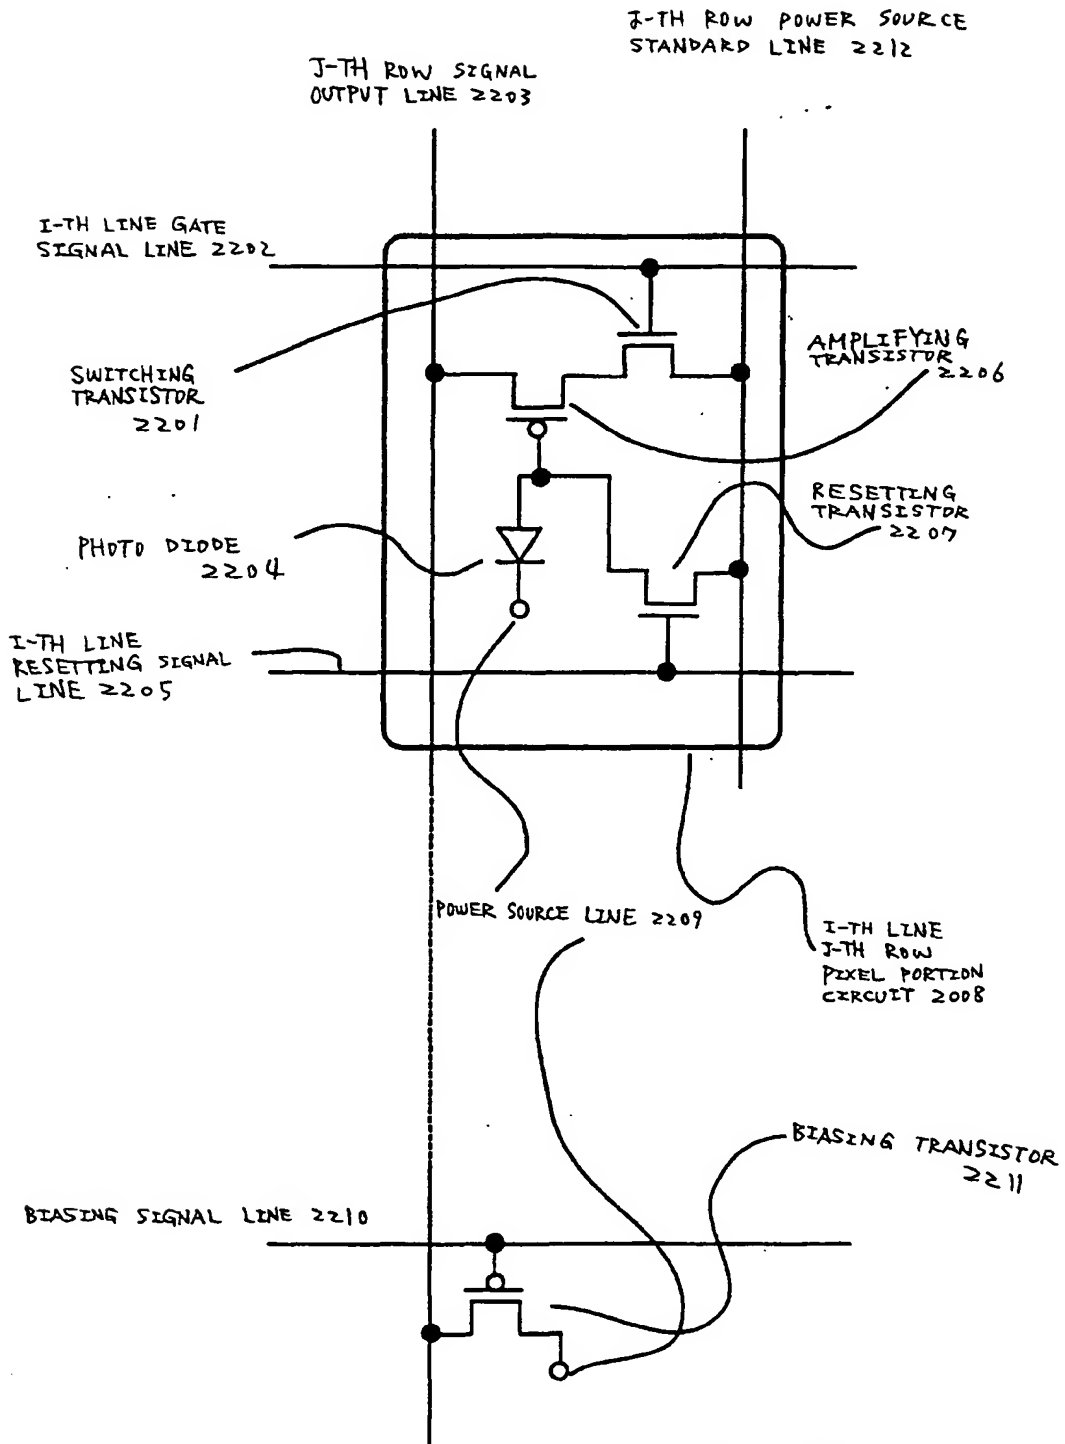 J-TH ROW POWER SOURCE
STANDARD LINE 2212
J-TH ROW SIGNAL
OUTPUT LINE 2203
I-TH LINE GATE
SIGNAL LINE 2202
AMPLIFYING
TRANSISTOR
2206
SWITCHING
TRANSISTOR
2201
RESETTING
TRANSISTOR
2207
PHOTO DIODE
2204
I-TH LINE
RESETTING SIGNAL
LINE 2205
POWER SOURCE LINE 2209
I-TH LINE
J-TH ROW
PIXEL PORTION
CIRCUIT 2008
BIASING TRANSISTOR
2211
BIASING SIGNAL LINE 2210